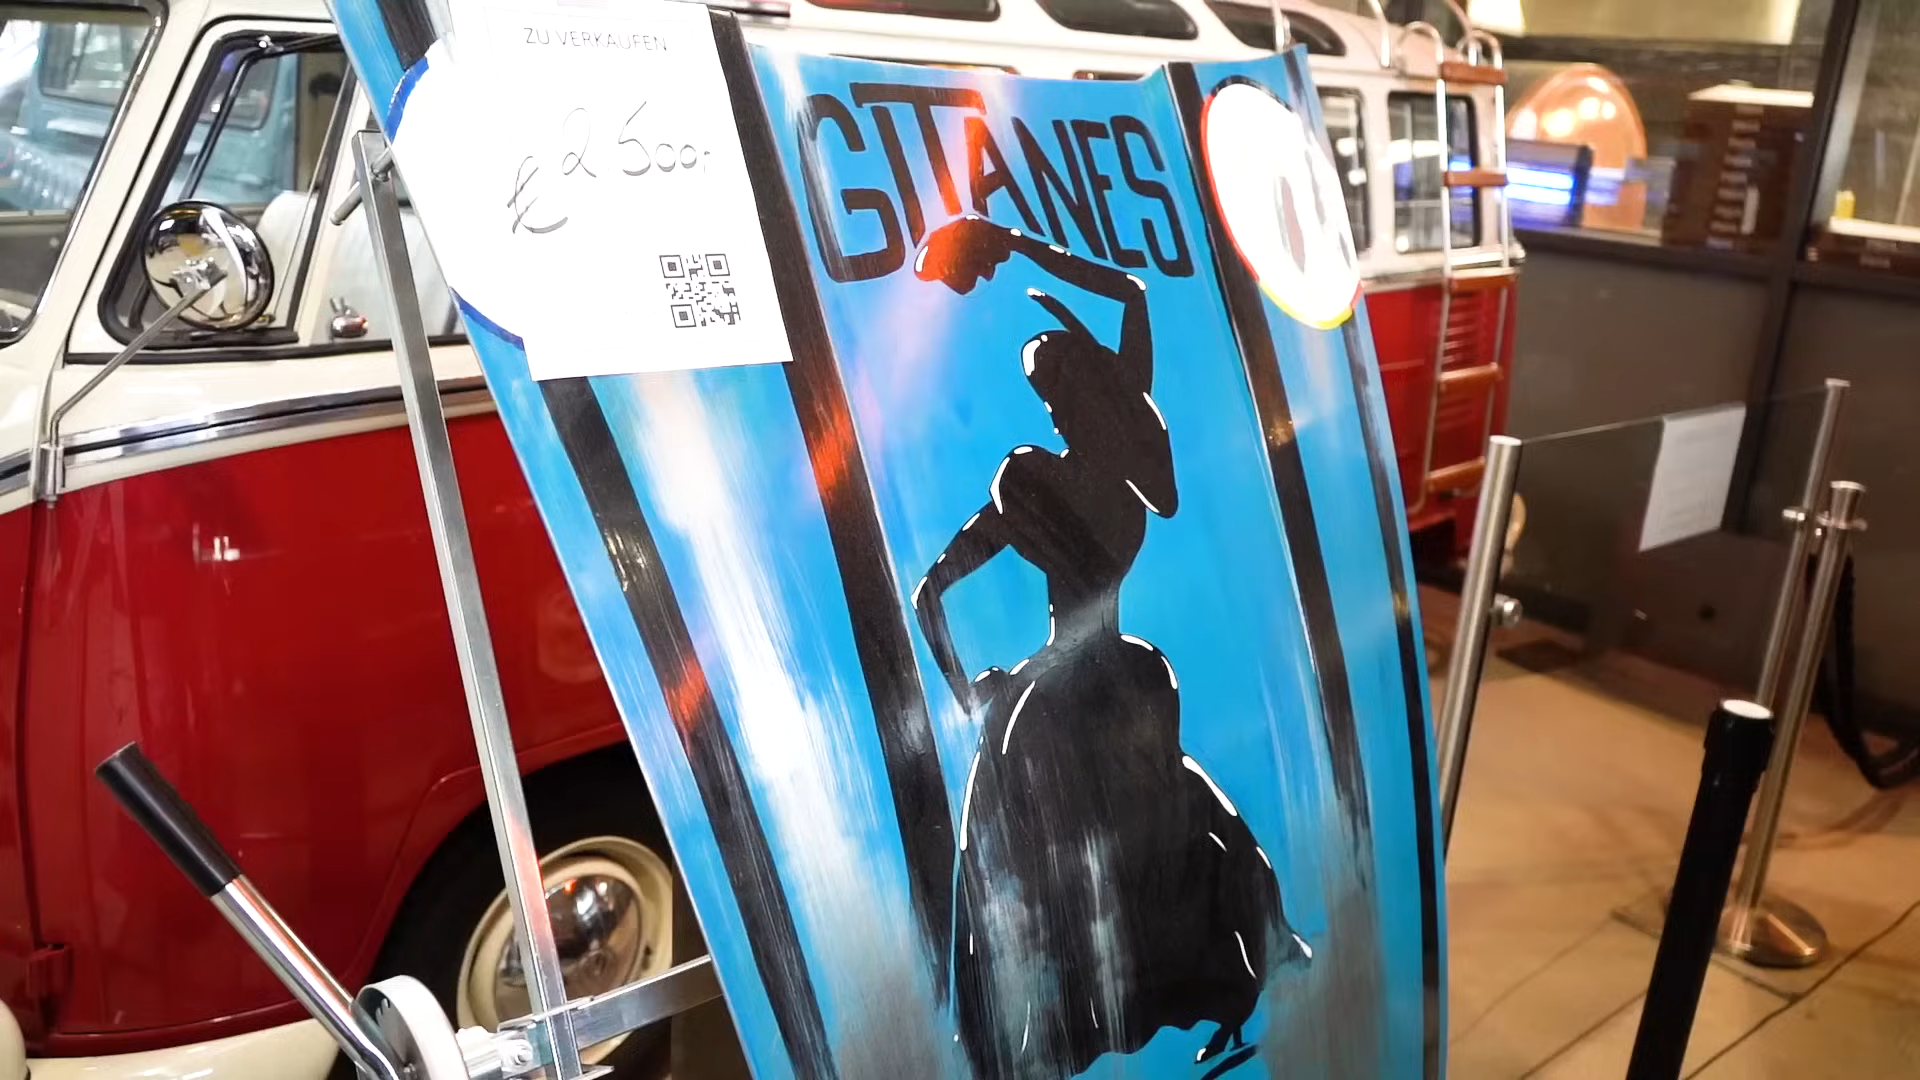 ZU VERKAUFEN
€ 2.500,-
GITANES